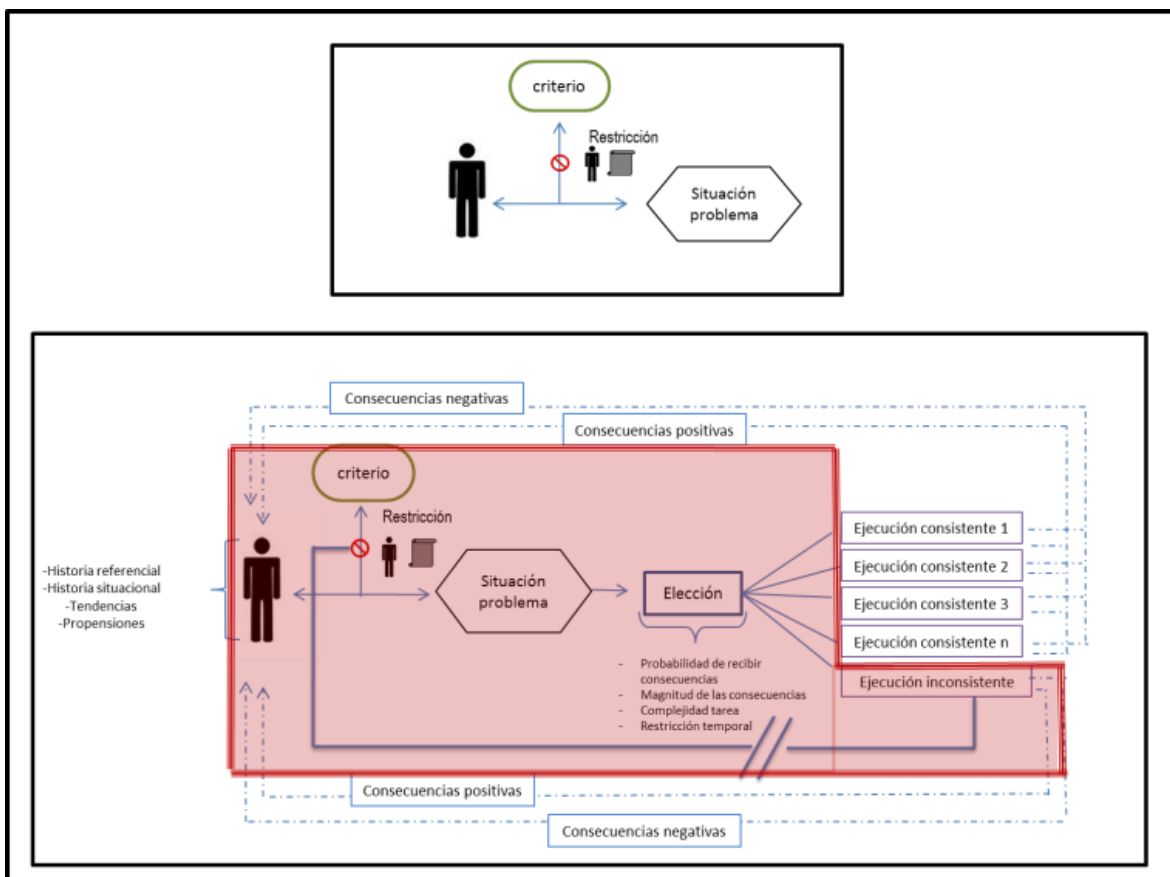 criterio
Restricción
Situación
problema
Consecuencias negativas
Consecuencias positivas
criterio
Restricción
-Historia referencial
-Historia situacional
-Tendencias
-Propensiones
Situación
problema
Elección
- Probabilidad de recibir
consecuencias
- Magnitud de las consecuencias
- Complejidad tarea
- Restricción temporal
Ejecución consistente 1
Ejecución consistente 2
Ejecución consistente 3
Ejecución consistente n
Ejecución inconsistente
Consecuencias positivas
Consecuencias negativas